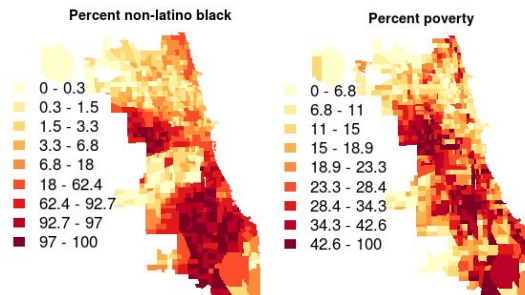 Percent non-latino black
0 - 0.3
0.3 - 1.5
1.5 - 3.3
3.3 - 6.8
6.8 - 18
18 - 62.4
62.4 - 92.7
92.7 - 97
97 - 100
Percent poverty
0 - 6.8
6.8 - 11
11 - 15
15 - 18.9
18.9 - 23.3
23.3 - 28.4
28.4 - 34.3
34.3 - 42.6
42.6 - 100